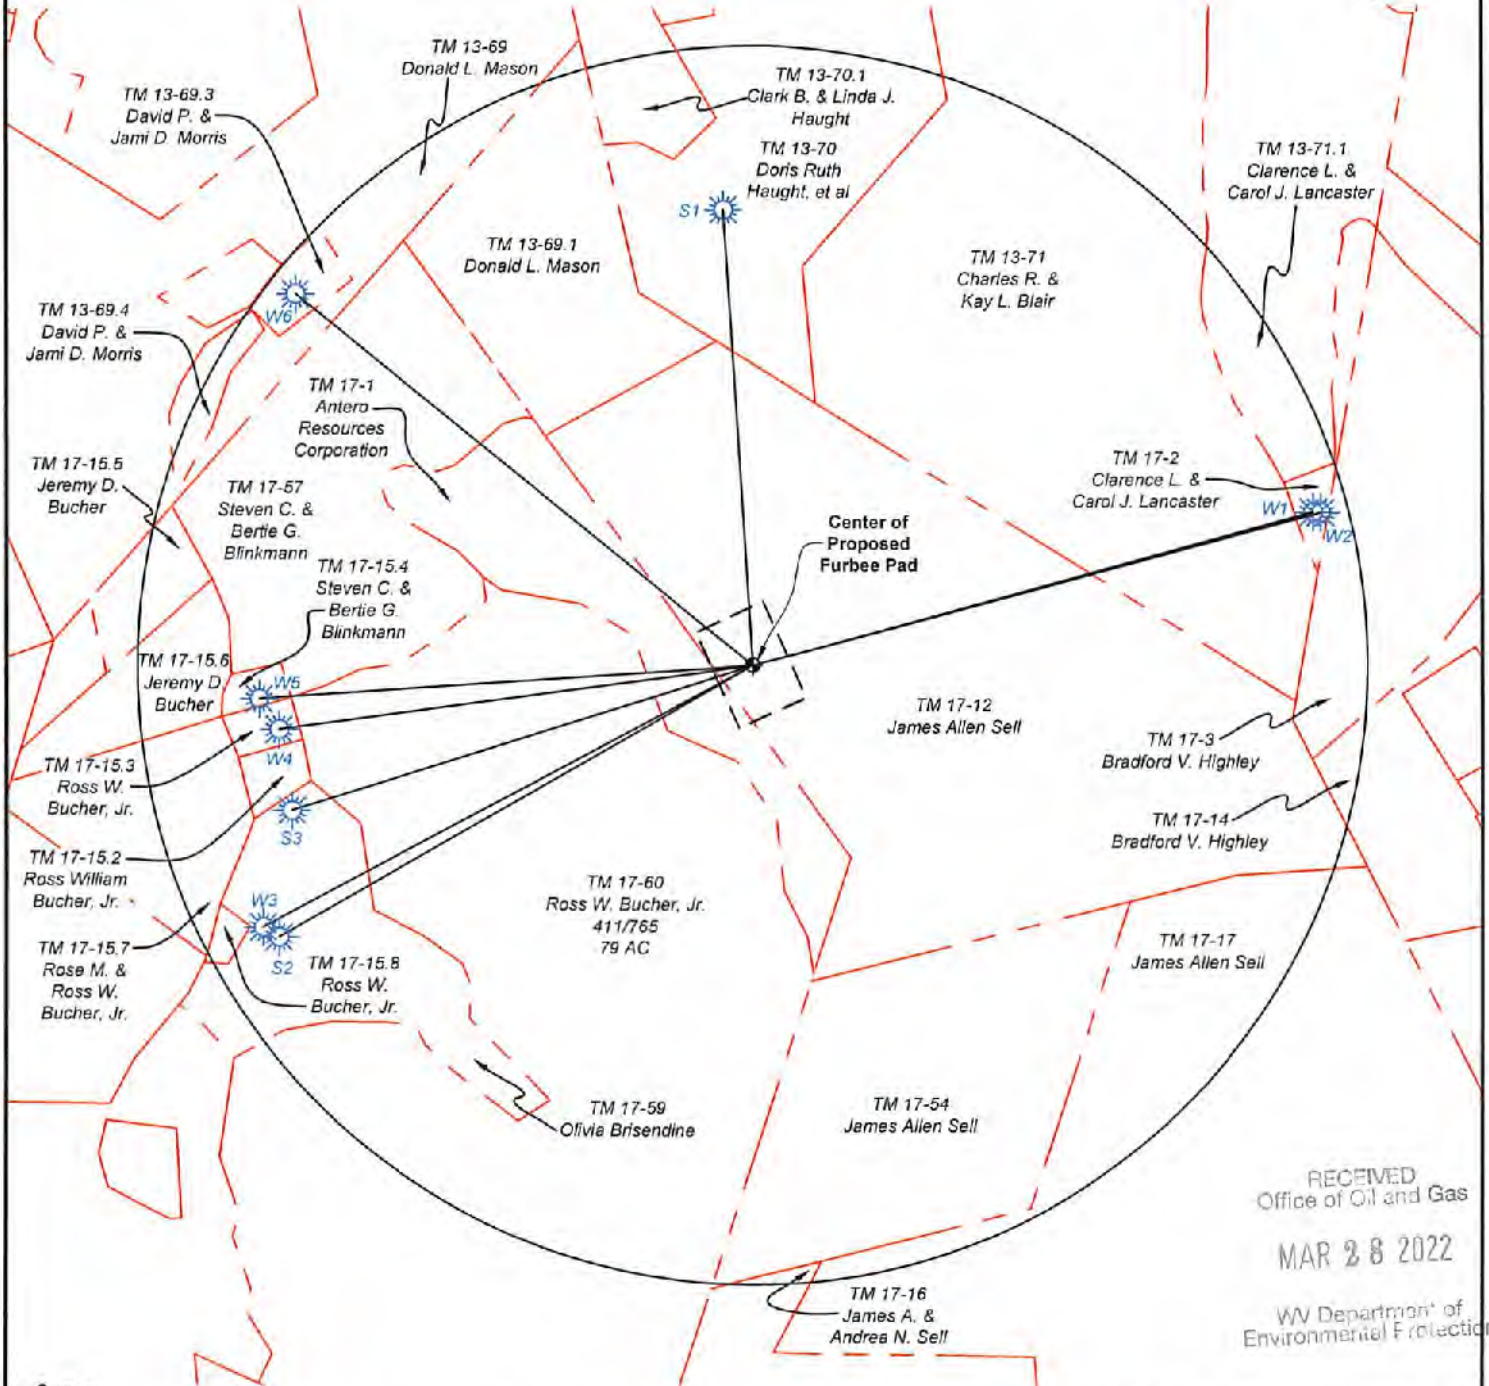 TM 13-69
Donald L. Mason
TM 13-69.3
David P. &
Jami D. Morris
TM 13-70.1
Clark B. & Linda J.
Haught
TM 13-70
Doris Ruth
Haught, et al
S1
TM 13-71.1
Clarence L. &
Carol J. Lancaster
TM 13-69.1
Donald L. Mason
TM 13-71
Charles R. &
Kay L. Blair
W6
TM 13-69.4
David P. &
Jami D. Morris
TM 17-1
Antero
Resources
Corporation
TM 17-15.5
Jeremy D.
Bucher
TM 17-57
Steven C. &
Bertie G.
Blinkmann
TM 17-2
Clarence L. &
Carol J. Lancaster
W1
W2
Center of
Proposed
Furbee Pad
TM 17-15.4
Steven C. &
Bertie G.
Blinkmann
TM 17-15.6
Jeremy D.
Bucher
W5
W4
TM 17-12
James Allen Sell
TM 17-3
Bradford V. Highley
TM 17-15.3
Ross W.
Bucher, Jr.
S3
TM 17-14
Bradford V. Highley
TM 17-15.2
Ross William
Bucher, Jr.
TM 17-60
Ross W. Bucher, Jr.
411/765
79 AC
W3
S2
TM 17-15.7
Rose M. &
Ross W.
Bucher, Jr.
TM 17-15.8
Ross W.
Bucher, Jr.
TM 17-17
James Allen Sell
TM 17-59
Olivia Brisendine
TM 17-54
James Allen Sell
TM 17-16
James A. &
Andrea N. Sell
RECEIVED
Office of Oil and Gas
MAR 28 2022
WV Department of
Environmental Protection